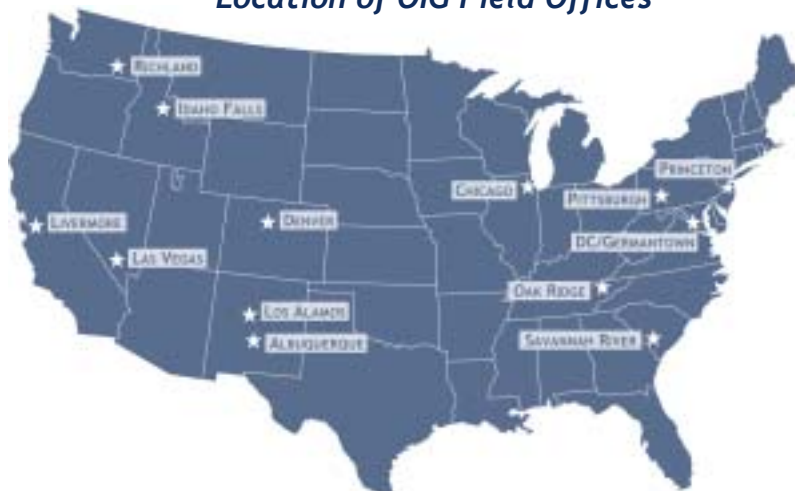 Location of OIG Field Offices
RICHLAND
IDAHO FALLS
PRINCETON
CHICAGO
PITTSBURGH
LIVERMORE
DENVER
DC/GERMANTOWN
LAS VEGAS
OAK RIDGE
LOS ALAMOS
SAVANNAH RIVER
ALBUQUERQUE